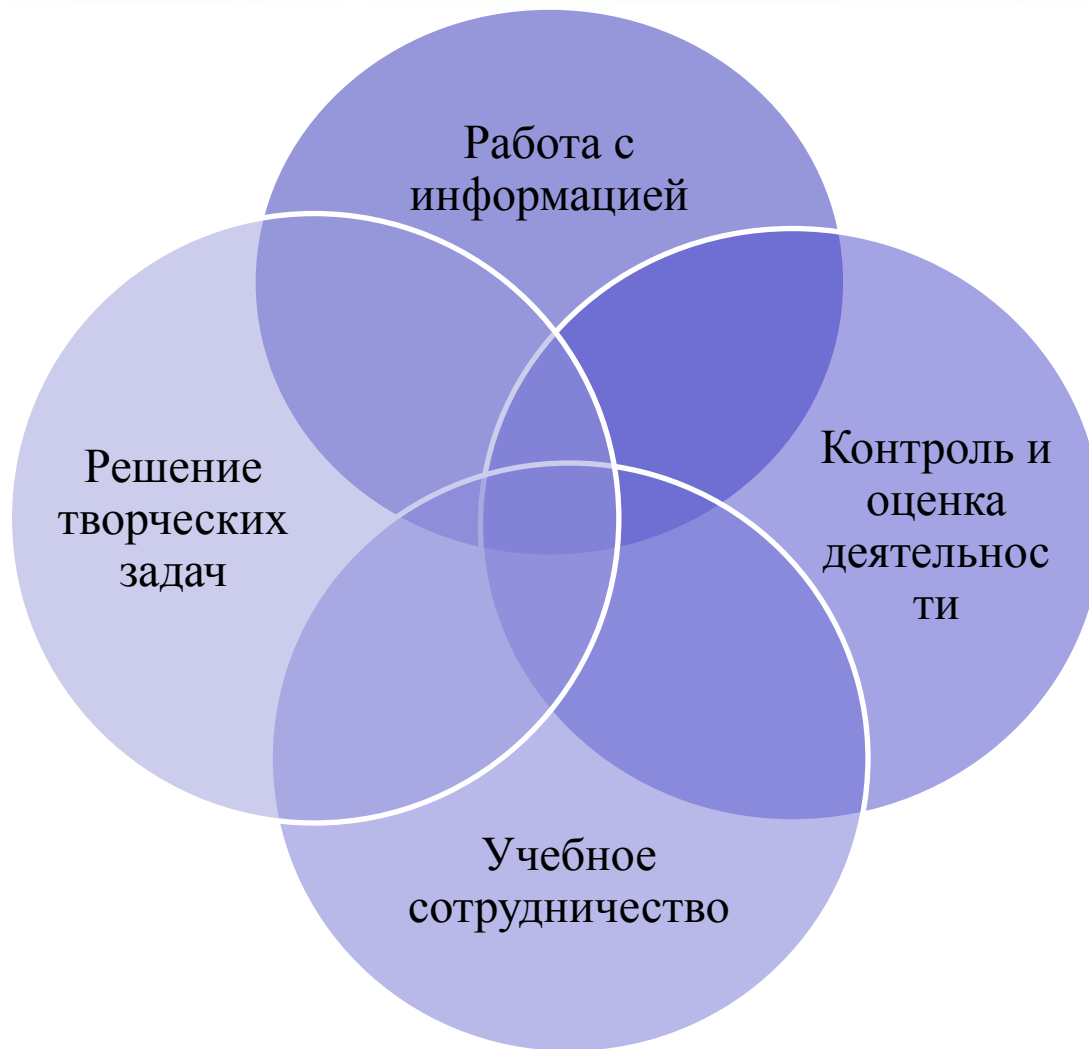 Работа с
информацией
Решение
творческих
задач
Контроль и
оценка
деятельнос
ти
Учебное
сотрудничество